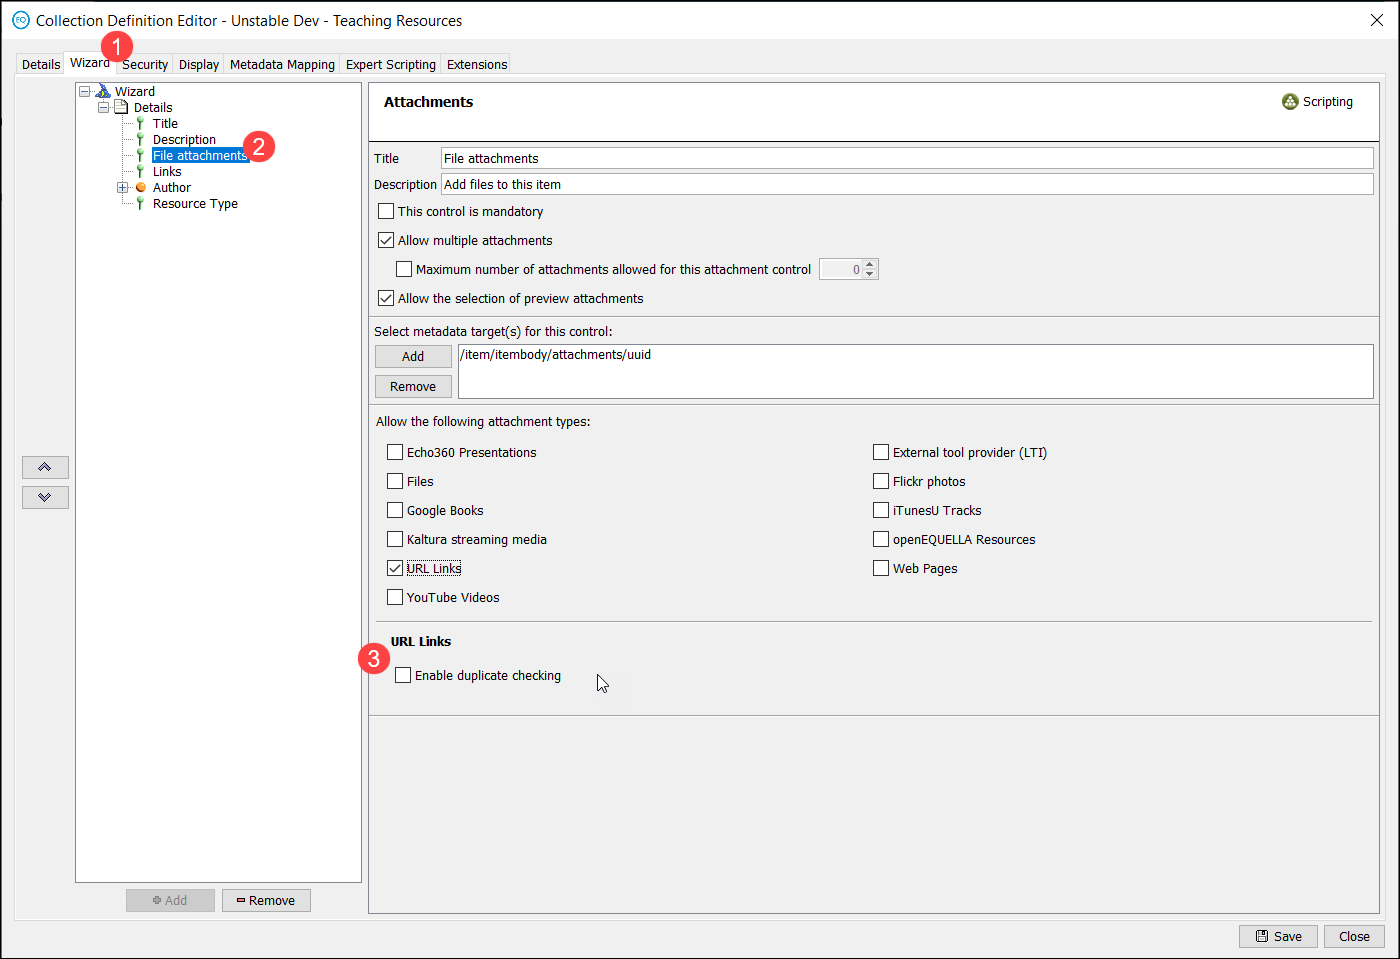 EQ Collection Definition Editor - Unstable Dev - Teaching Resources
1
Details Wizard Security Display Metadata Mapping Expert Scripting Extensions
Wizard
Details
Title
Description
File attachments
2
Links
Author
Resource Type
Add Remove
Attachments
Scripting
Title File attachments
Description Add files to this item
This control is mandatory
Allow multiple attachments
Maximum number of attachments allowed for this attachment control 0
Allow the selection of preview attachments
Select metadata target(s) for this control:
Add
/item/itembody/attachments/uuid
Remove
Allow the following attachment types:
Echo360 Presentations External tool provider (LTI)
Files Flickr photos
Google Books iTunesU Tracks
Kaltura streaming media openEQUELLA Resources
URL Links Web Pages
YouTube Videos
URL Links
3
Enable duplicate checking
Save Close